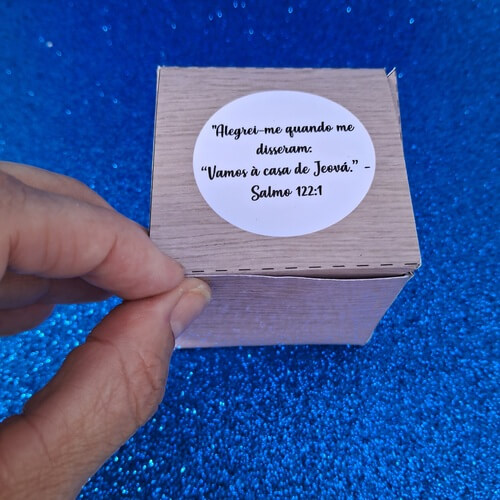 "Alegrei-me quando me
disseram:
“Vamos à casa de Jeová.” -
Salmo 122:1